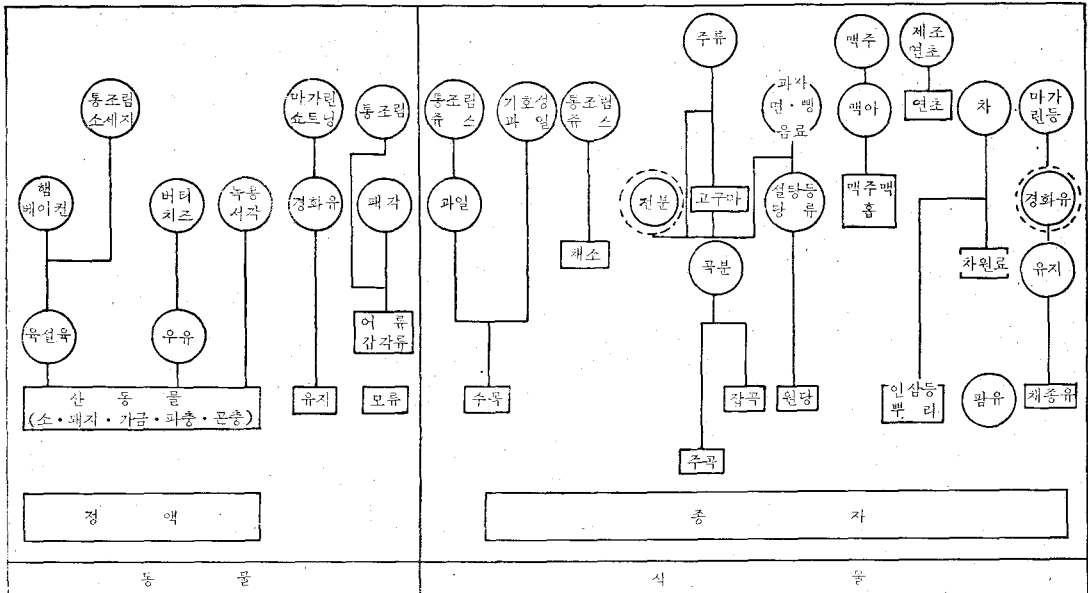 주류
맥주
제조
연초
통조림
소세지
마가린
쇼트닝
통조림
통조림
쥬스
기호성
과일
통조림
쥬스
과자
면·빵
음료
맥아
연초
차
마가
린등
햄
베이컨
버터
치즈
녹용
서각
경화유
패각
과일
전분
고구마
설탕등
당류
맥주맥
홉
경화유
채소
곡분
차원료
유지
육설육
우유
어류
갑각류
산동물
(소·돼지·가금·파충·곤충)
유지
모류
수목
잡곡
원당
인삼등
뿌리
팜유
채종유
주곡
정액
종자
동물
식물